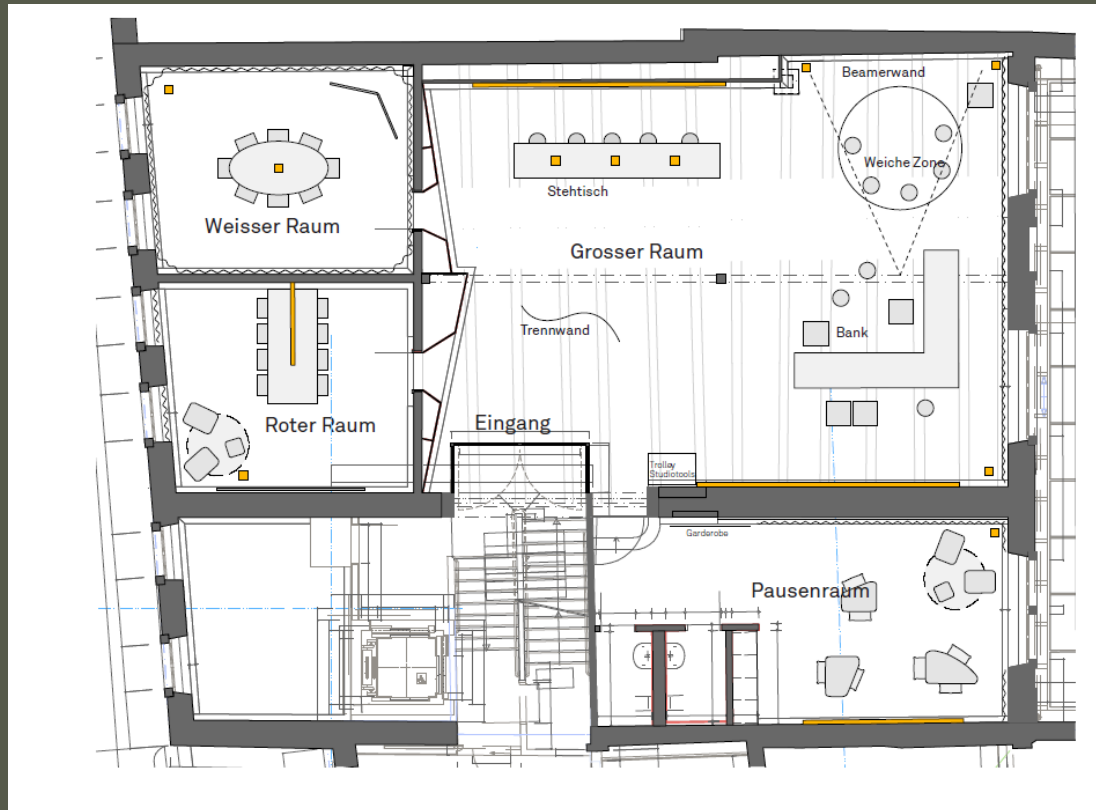 Beamerwand
Weiche Zone
Stehtisch
Weisser Raum
Grosser Raum
Trennwand
Bank
Roter Raum
Eingang
Trolley
Studiotools
Garderobe
Pausenraum